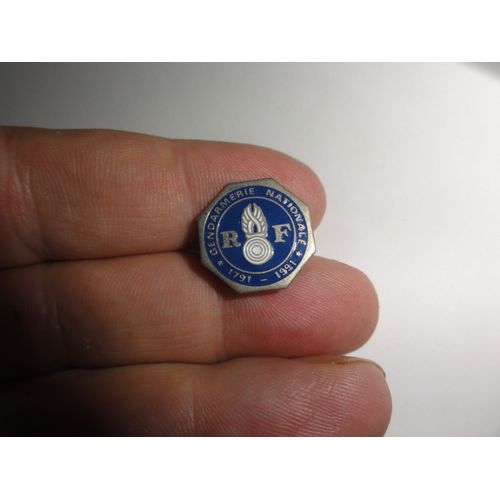 GENDARMERIE NATIONALE
R F
* 1791 - 1991 *